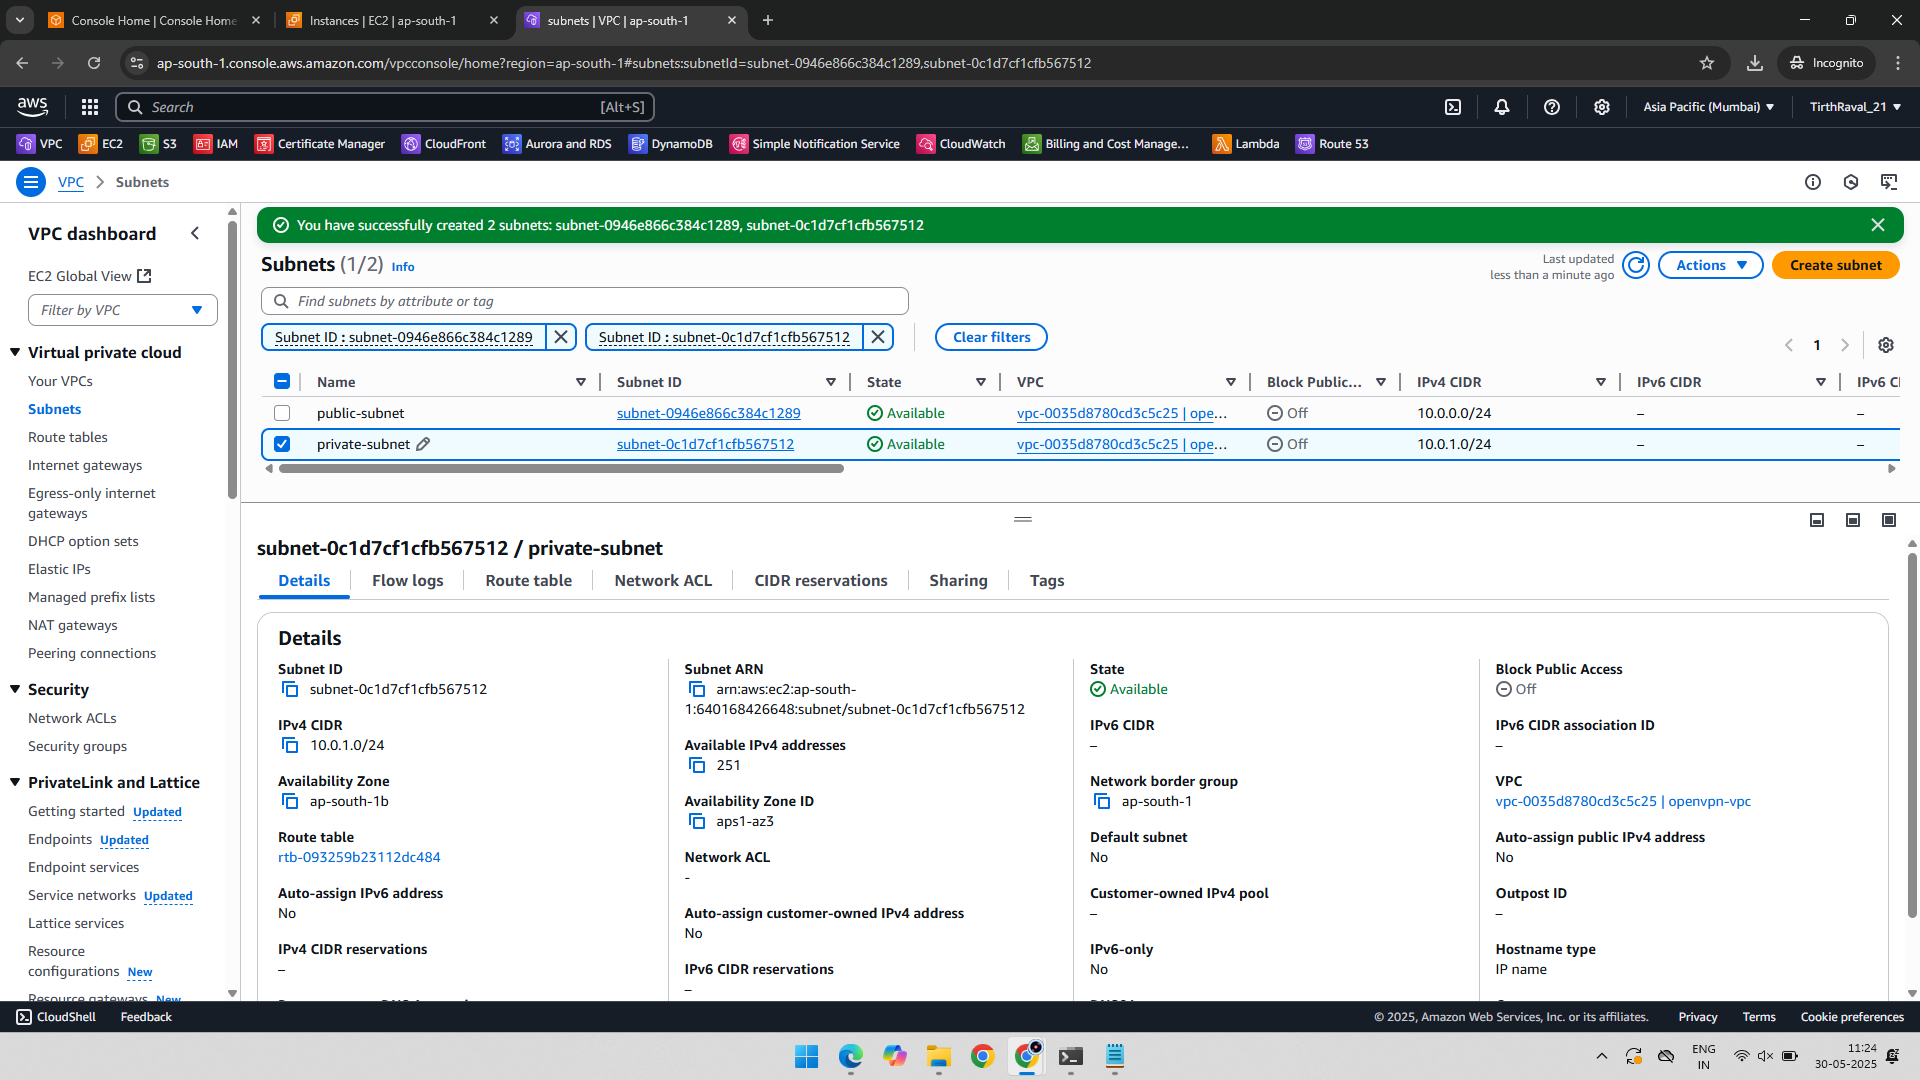 Console Home | Console Home
Instances | EC2 | ap-south-1
subnets | VPC | ap-south-1
ap-south-1.console.aws.amazon.com/vpcconsole/home?region=ap-south-1#subnets:subnetId=subnet-0946e866c384c1289,subnet-0c1d7cf1cfb567512
Incognito
aws
Search
[Alt+S]
Asia Pacific (Mumbai)
TirthRaval_21
VPC
EC2
S3
IAM
Certificate Manager
CloudFront
Aurora and RDS
DynamoDB
Simple Notification Service
CloudWatch
Billing and Cost Manage...
Lambda
Route 53
VPC
Subnets
VPC dashboard
EC2 Global View
Filter by VPC
Virtual private cloud
Your VPCs
Subnets
Route tables
Internet gateways
Egress-only internet
gateways
DHCP option sets
Elastic IPs
Managed prefix lists
NAT gateways
Peering connections
Security
Network ACLs
Security groups
PrivateLink and Lattice
Getting started Updated
Endpoints Updated
Endpoint services
Service networks Updated
Lattice services
Resource
configurations New
Resource gateways New
You have successfully created 2 subnets: subnet-0946e866c384c1289, subnet-0c1d7cf1cfb567512
Subnets (1/2) Info
Last updated
less than a minute ago
Actions
Create subnet
Find subnets by attribute or tag
Subnet ID : subnet-0946e866c384c1289
Subnet ID : subnet-0c1d7cf1cfb567512
Clear filters
1
Name Subnet ID State VPC Block Public... IPv4 CIDR IPv6 CIDR IPv6 CI
public-subnet subnet-0946e866c384c1289 Available vpc-0035d8780cd3c5c25 | ope... Off 10.0.0.0/24 – –
private-subnet subnet-0c1d7cf1cfb567512 Available vpc-0035d8780cd3c5c25 | ope... Off 10.0.1.0/24 – –
subnet-0c1d7cf1cfb567512 / private-subnet
Details
Flow logs
Route table
Network ACL
CIDR reservations
Sharing
Tags
Details
Subnet ID
subnet-0c1d7cf1cfb567512
IPv4 CIDR
10.0.1.0/24
Availability Zone
ap-south-1b
Route table
rtb-093259b23112dc484
Auto-assign IPv6 address
No
IPv4 CIDR reservations
–
Subnet ARN
arn:aws:ec2:ap-south-
1:640168426648:subnet/subnet-0c1d7cf1cfb567512
Available IPv4 addresses
251
Availability Zone ID
aps1-az3
Network ACL
-
Auto-assign customer-owned IPv4 address
No
IPv6 CIDR reservations
–
State
Available
IPv6 CIDR
–
Network border group
ap-south-1
Default subnet
No
Customer-owned IPv4 pool
–
IPv6-only
No
Block Public Access
Off
IPv6 CIDR association ID
–
VPC
vpc-0035d8780cd3c5c25 | openvpn-vpc
Auto-assign public IPv4 address
No
Outpost ID
–
Hostname type
IP name
CloudShell
Feedback
© 2025, Amazon Web Services, Inc. or its affiliates.
Privacy
Terms
Cookie preferences
ENG
IN
11:24
30-05-2025